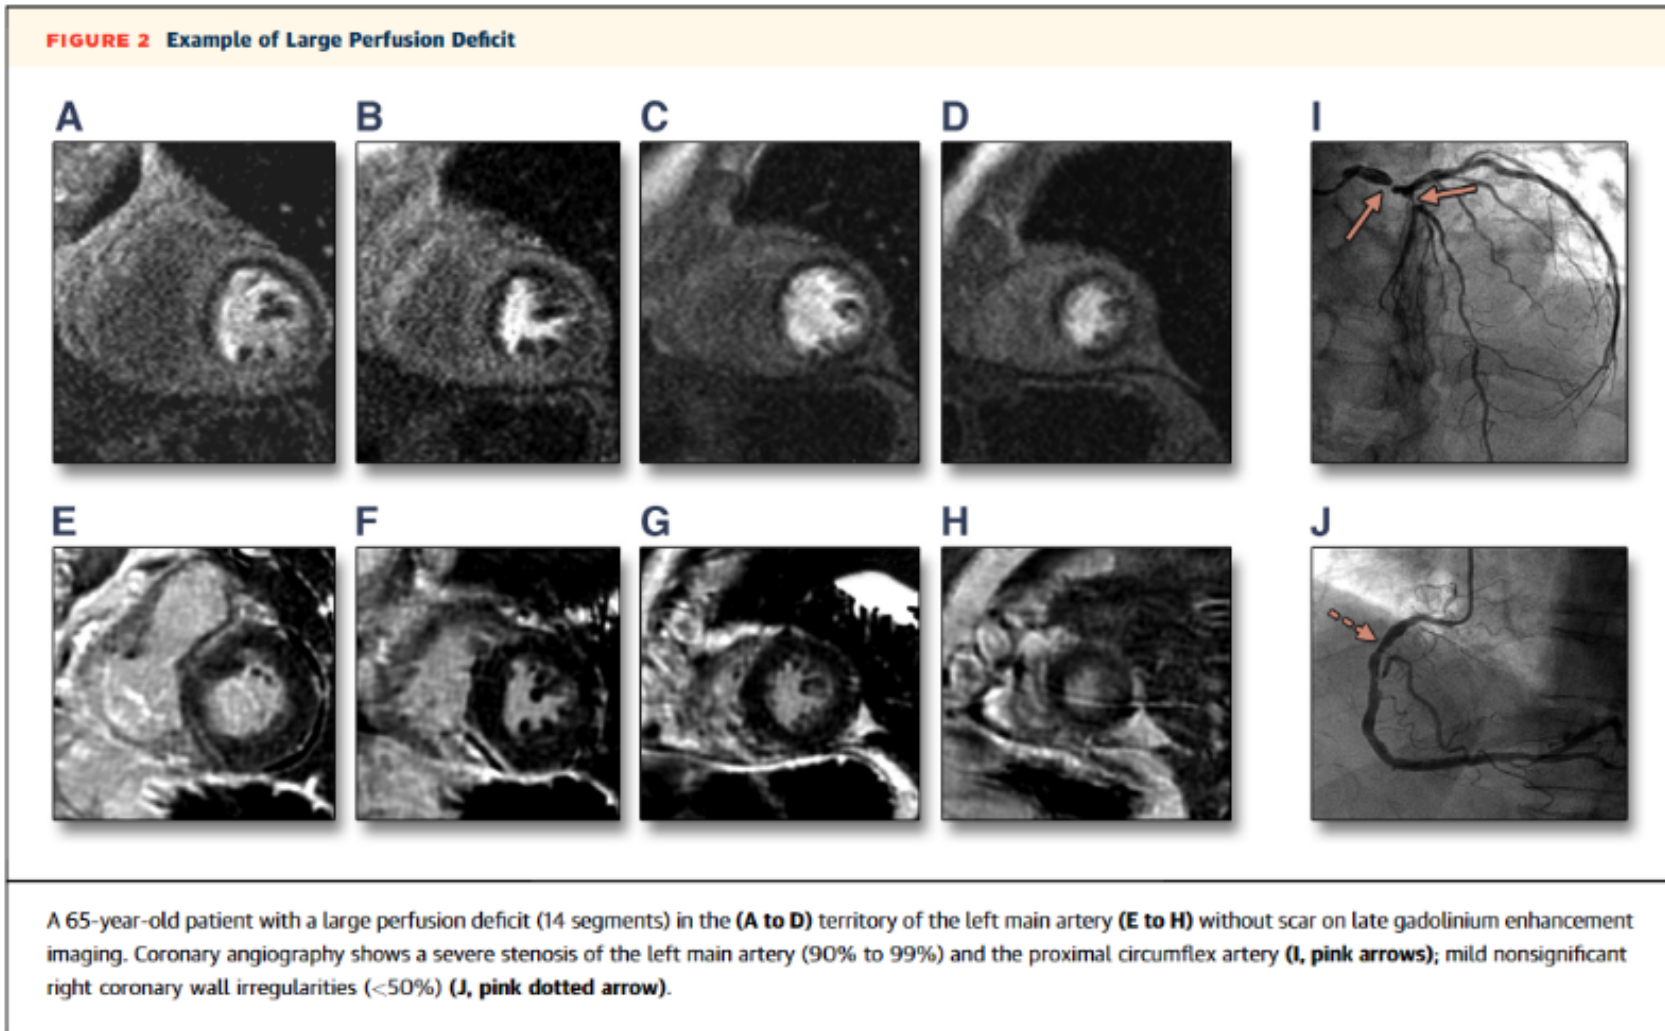 FIGURE 2 Example of Large Perfusion Deficit
A B C D I
E F G H J
A 65-year-old patient with a large perfusion deficit (14 segments) in the (A to D) territory of the left main artery (E to H) without scar on late gadolinium enhancement
imaging. Coronary angiography shows a severe stenosis of the left main artery (90% to 99%) and the proximal circumflex artery (I, pink arrows); mild nonsignificant
right coronary wall irregularities (<50%) (J, pink dotted arrow).